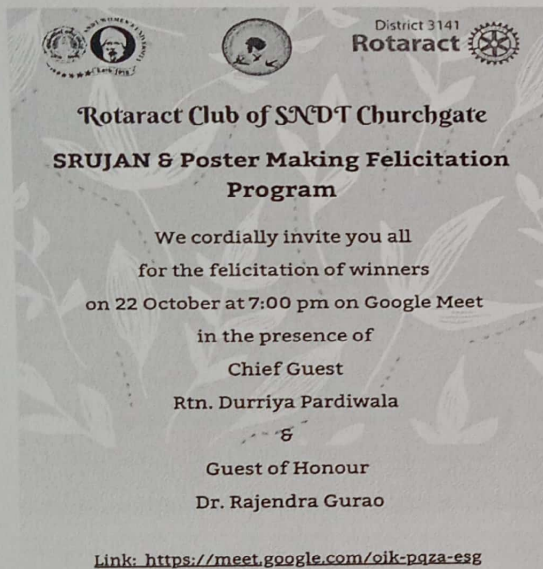 District 3141
Rotaract
Rotaract Club of SNDT Churchgate
SRUJAN & Poster Making Felicitation
Program
We cordially invite you all
for the felicitation of winners
on 22 October at 7:00 pm on Google Meet
in the presence of
Chief Guest
Rtn. Durriya Pardiwala
&
Guest of Honour
Dr. Rajendra Gurao
Link: https://meet.google.com/oik-pqza-esg